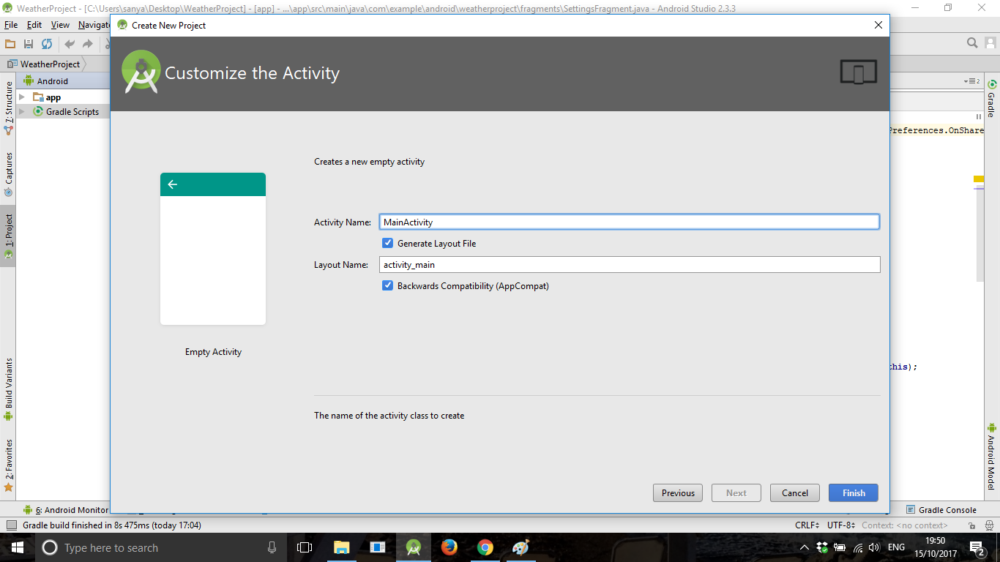 WeatherProject - [C:\Users\sanya\Desktop\WeatherProject] - [app] - ...\app\src\main\java\com\example\android\weatherproject\fragments\SettingsFragment.java - Android Studio 2.3.3
File Edit View Navigat
Create New Project
Customize the Activity
WeatherProject
Android
app
Gradle Scripts
7: Structure
Captures
1: Project
Build Variants
2: Favorites
Creates a new empty activity
Activity Name: MainActivity
Generate Layout File
Layout Name: activity_main
Backwards Compatibility (AppCompat)
Empty Activity
The name of the activity class to create
Previous Next Cancel Finish
2
Preferences.OnShare
this);
Gradle
Android Model
6: Android Monitor
Gradle Console
Gradle build finished in 8s 475ms (today 17:04)
CRLF UTF-8 Context: <no context>
Type here to search
ENG
19:50
15/10/2017
2